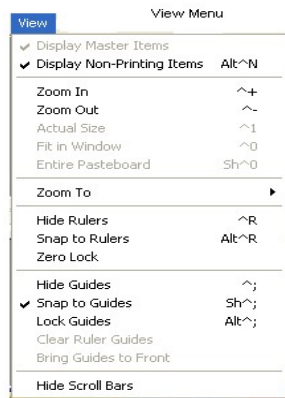 View Menu
View
Display Master Items
Display Non-Printing Items Alt^N
Zoom In ^+
Zoom Out ^-
Actual Size ^1
Fit in Window ^0
Entire Pasteboard Sh^0
Zoom To
Hide Rulers ^R
Snap to Rulers Alt^R
Zero Lock
Hide Guides ^;
Snap to Guides Sh^;
Lock Guides Alt^;
Clear Ruler Guides
Bring Guides to Front
Hide Scroll Bars